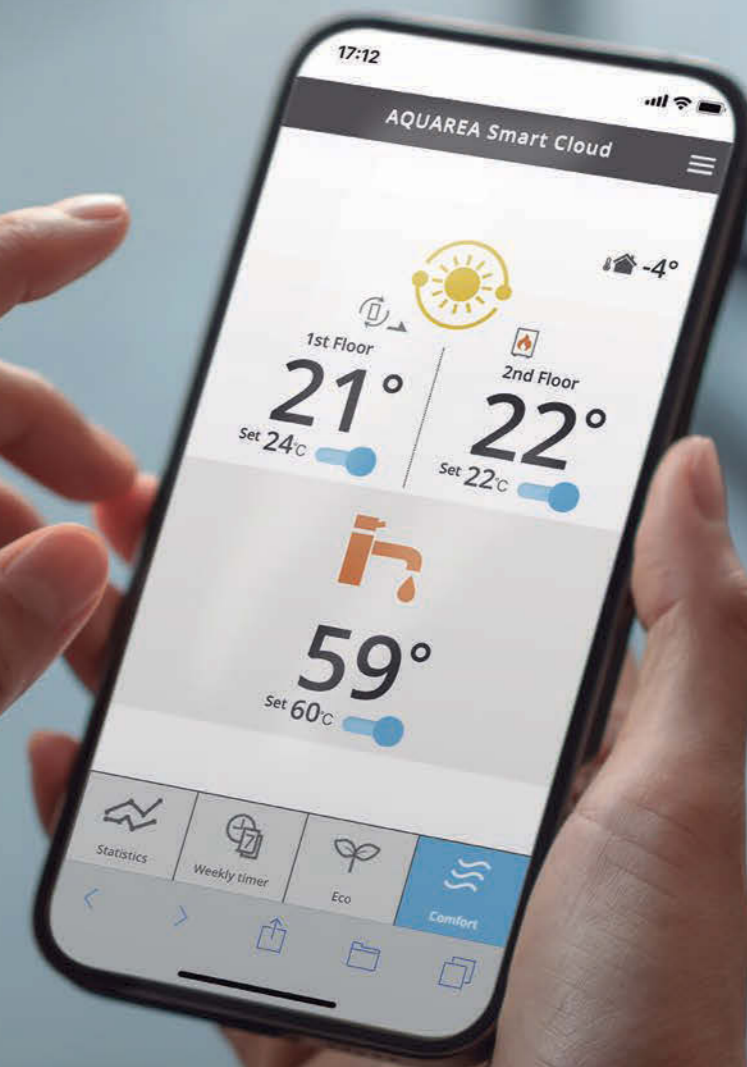 17:12
AQUAREA Smart Cloud
-4°
1st Floor
2nd Floor
21°
22°
Set 24°C
Set 22°C
59°
Set 60°C
7
Statistics
Weekly timer
Eco
Comfort